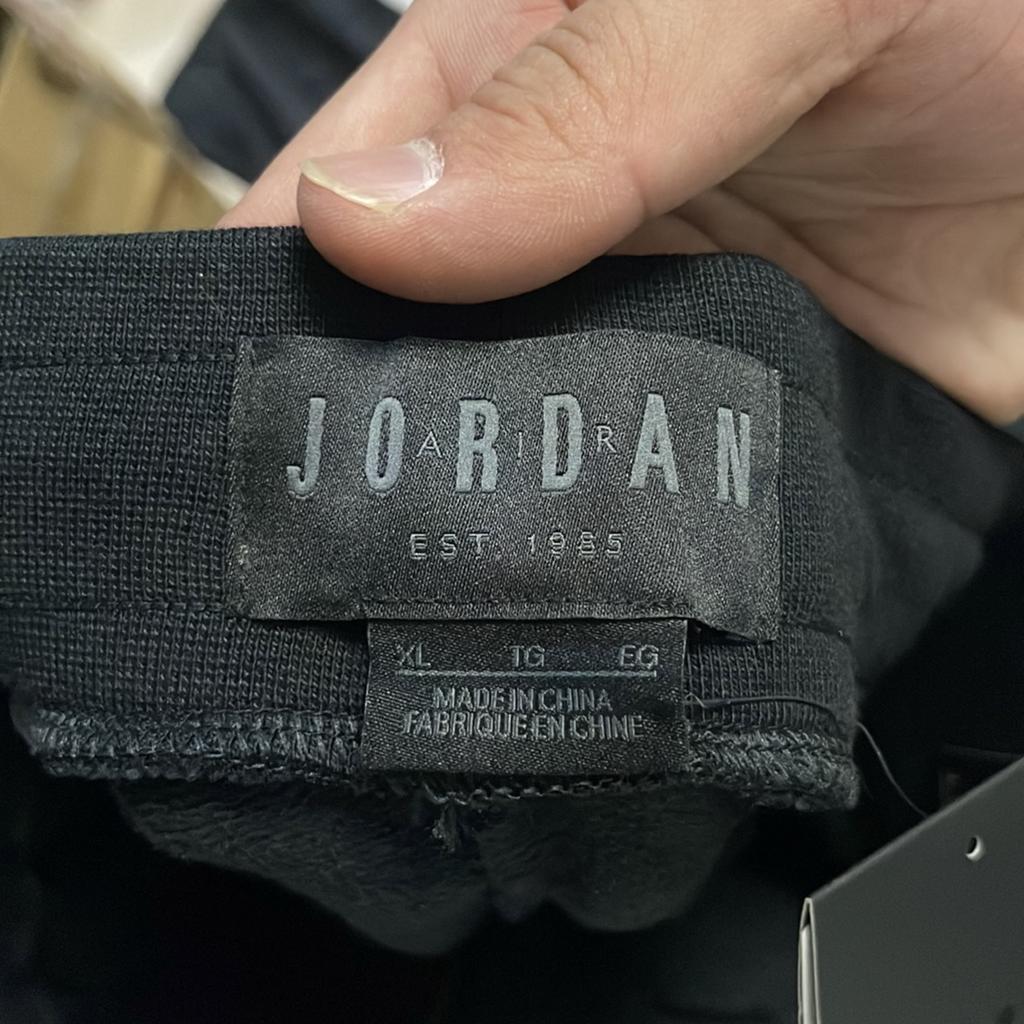 JORDAN
AIR
EST. 1985
XL TG EG
MADE IN CHINA
FABRIQUE EN CHINE